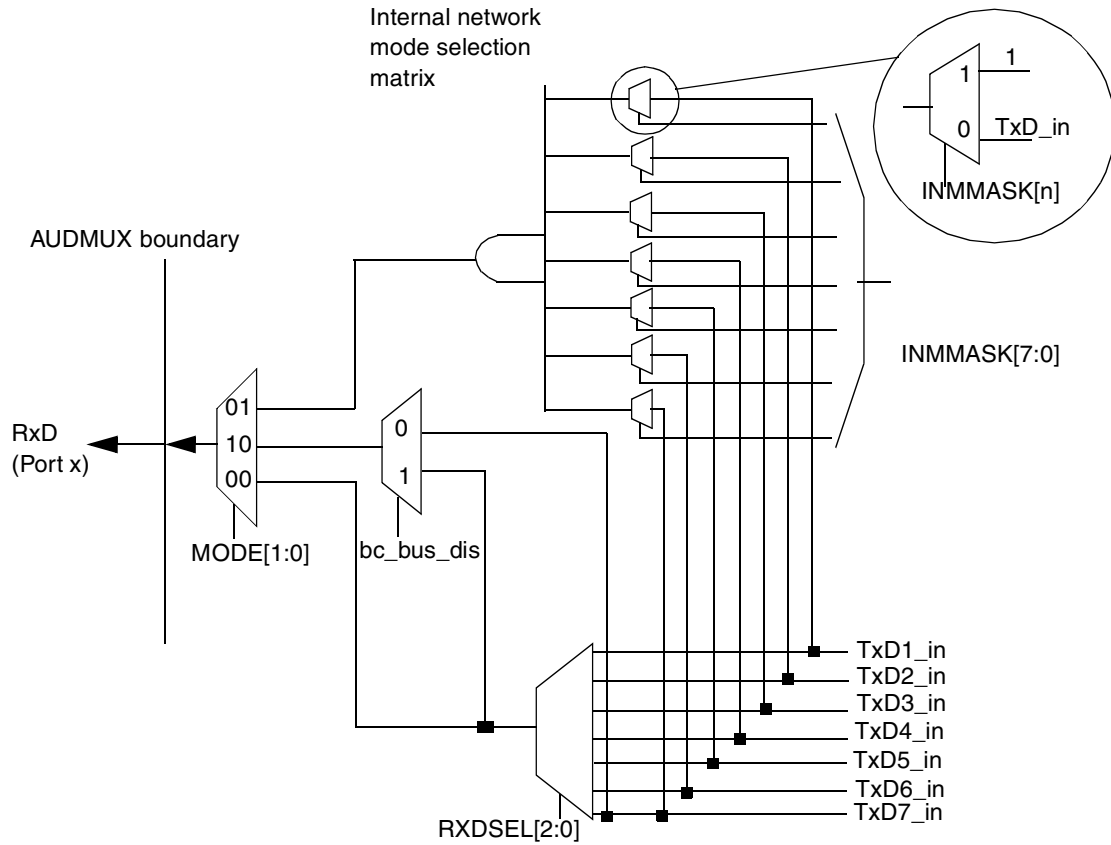 Internal network
mode selection
matrix
1
1
0
TxD_in
INMMASK[n]
AUDMUX boundary
INMMASK[7:0]
01
10
00
0
1
RxD
(Port x)
MODE[1:0]
bc_bus_dis
TxD1_in
TxD2_in
TxD3_in
TxD4_in
TxD5_in
TxD6_in
TxD7_in
RXDSEL[2:0]